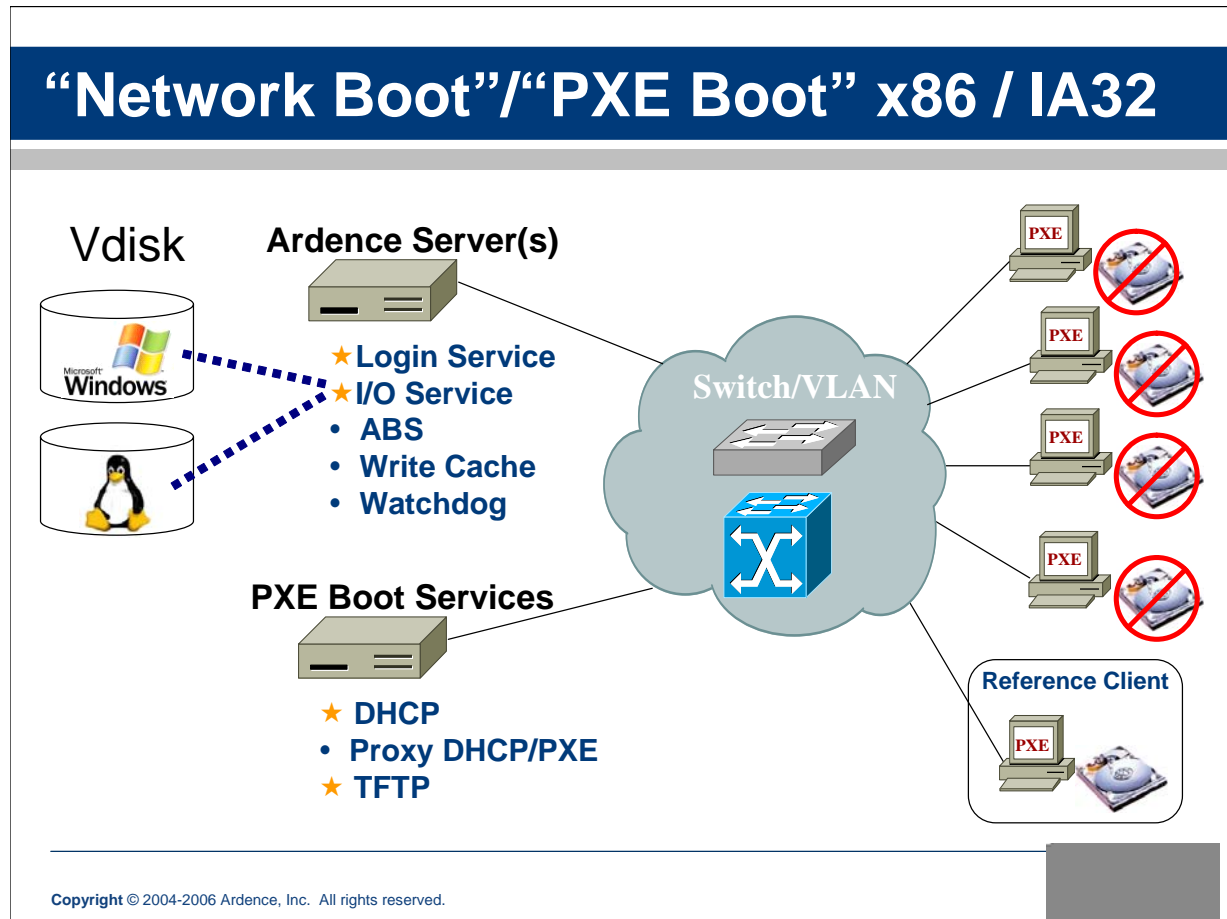 “Network Boot”/“PXE Boot” x86 / IA32
Vdisk
Microsoft
Windows
Ardence Server(s)
★Login Service
★I/O Service
• ABS
• Write Cache
• Watchdog
PXE Boot Services
★ DHCP
• Proxy DHCP/PXE
★ TFTP
Switch/VLAN
PXE
PXE
PXE
PXE
Reference Client
PXE
Copyright © 2004-2006 Ardence, Inc. All rights reserved.